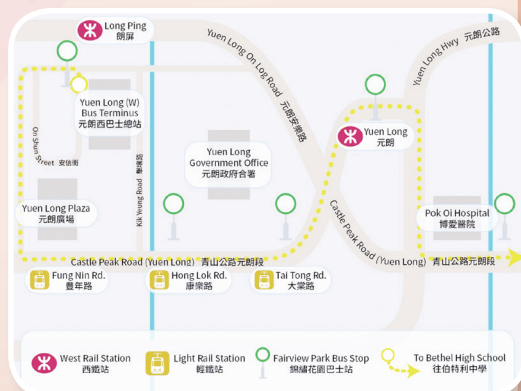 Long Ping
朗屏
Yuen Long On Log Road 元朗安樂路
Yuen Long Hwy 元朗公路
Yuen Long (W)
Bus Terminus
元朗西巴士總站
On Shun Street 安信街
Kik Yeung Road 擊壤路
Yuen Long
Government Office
元朗政府合署
Yuen Long
元朗
Yuen Long Plaza
元朗廣場
Pok Oi Hospital
博愛醫院
Castle Peak Road (Yuen Long) 青山公路元朗段
Castle Peak Road (Yuen Long) 青山公路元朗段
Fung Nin Rd.
豐年路
Hong Lok Rd.
康樂路
Tai Tong Rd.
大棠路
West Rail Station
西鐵站
Light Rail Station
輕鐵站
Fairview Park Bus Stop
錦繡花園巴士站
To Bethel High School
往伯特利中學